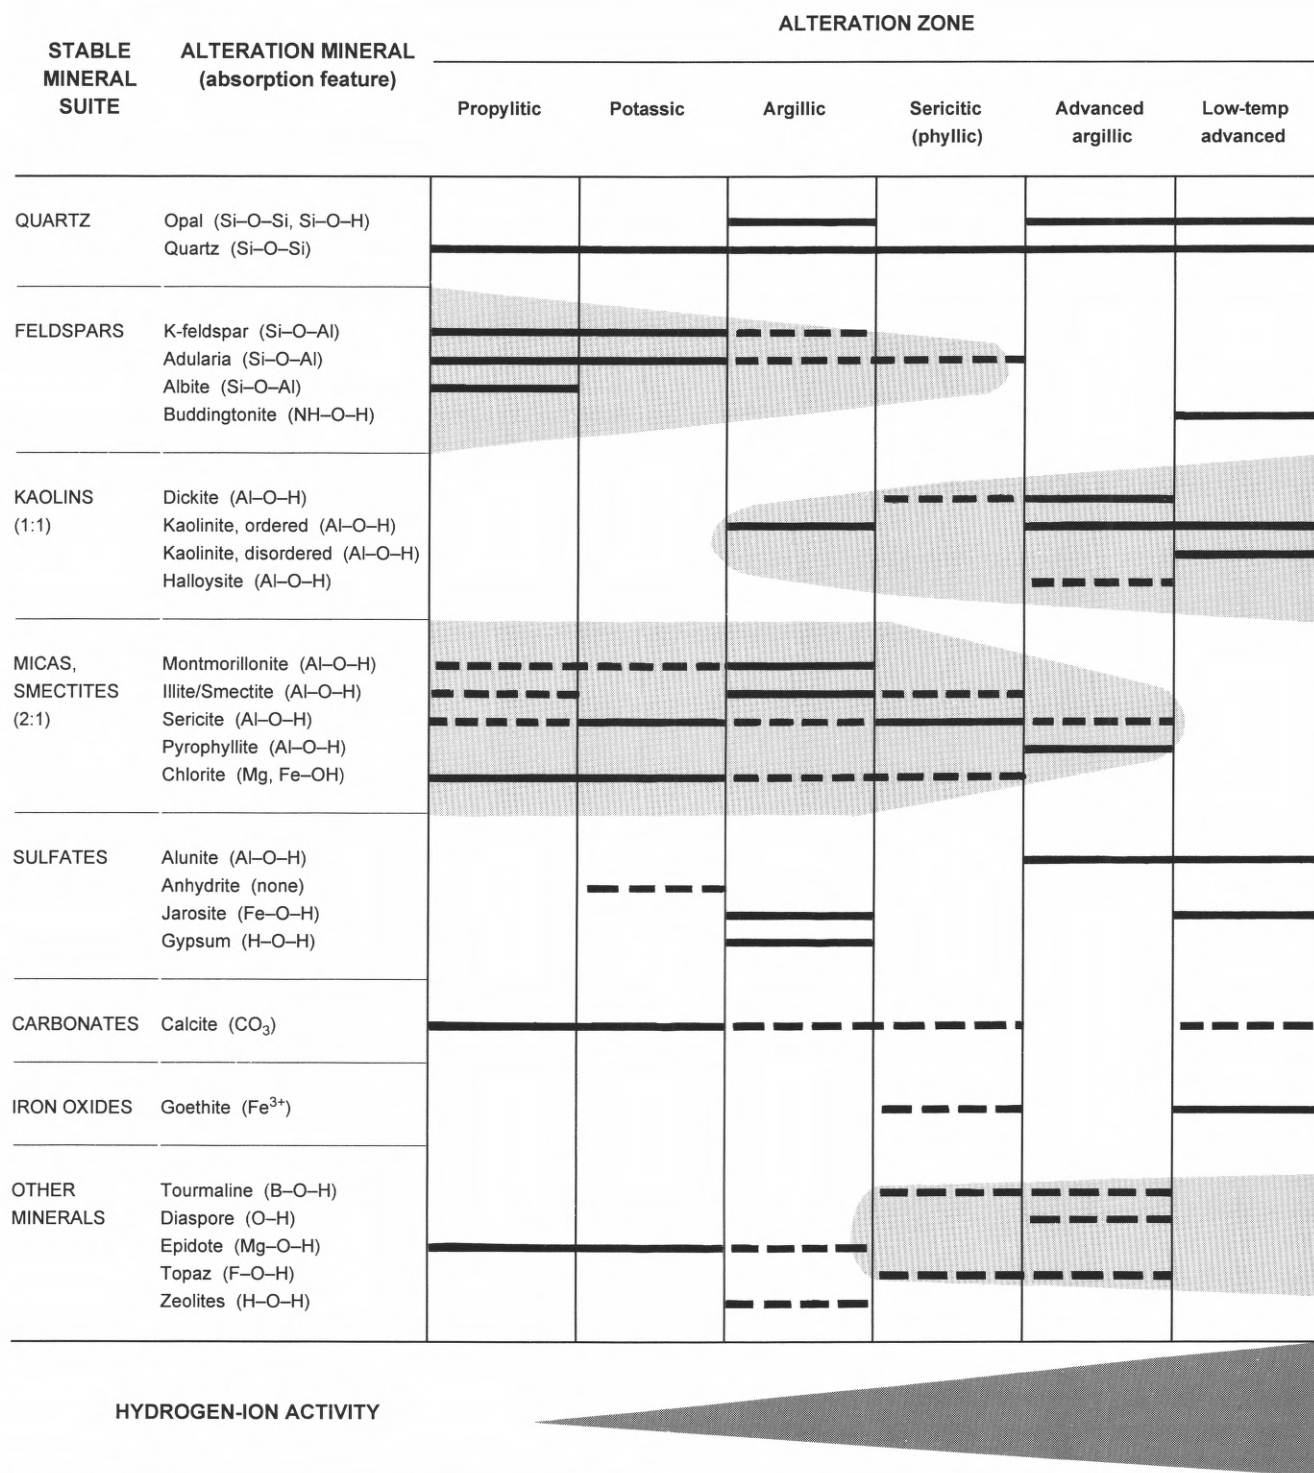 ALTERATION ZONE
STABLE MINERAL SUITE
ALTERATION MINERAL (absorption feature)
Propylitic
Potassic
Argillic
Sericitic (phyllic)
Advanced argillic
Low-temp advanced
QUARTZ
Opal (Si–O–Si, Si–O–H)
Quartz (Si–O–Si)
FELDSPARS
K-feldspar (Si–O–Al)
Adularia (Si–O–Al)
Albite (Si–O–Al)
Buddingtonite (NH–O–H)
KAOLINS (1:1)
Dickite (Al–O–H)
Kaolinite, ordered (Al–O–H)
Kaolinite, disordered (Al–O–H)
Halloysite (Al–O–H)
MICAS, SMECTITES (2:1)
Montmorillonite (Al–O–H)
Illite/Smectite (Al–O–H)
Sericite (Al–O–H)
Pyrophyllite (Al–O–H)
Chlorite (Mg, Fe–OH)
SULFATES
Alunite (Al–O–H)
Anhydrite (none)
Jarosite (Fe–O–H)
Gypsum (H–O–H)
CARBONATES
Calcite (CO₃)
IRON OXIDES
Goethite (Fe³⁺)
OTHER MINERALS
Tourmaline (B–O–H)
Diaspore (O–H)
Epidote (Mg–O–H)
Topaz (F–O–H)
Zeolites (H–O–H)
HYDROGEN-ION ACTIVITY